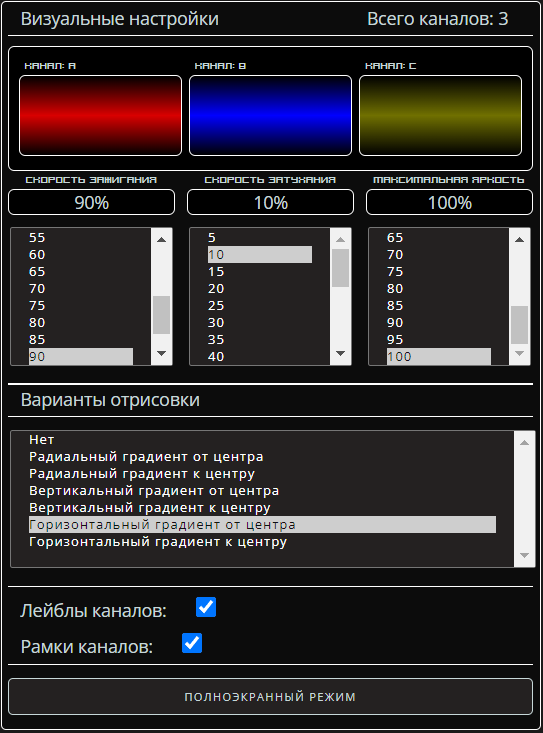 Визуальные настройки Всего каналов: 3
КАНАЛ: A КАНАЛ: B КАНАЛ: C
СКОРОСТЬ ЗАЖИГАНИЯ СКОРОСТЬ ЗАТУХАНИЯ МАКСИМАЛЬНАЯ ЯРКОСТЬ
90% 10% 100%
55 5 65
60 10 70
65 15 75
70 20 80
75 25 85
80 30 90
85 35 95
90 40 100
Варианты отрисовки
Нет
Радиальный градиент от центра
Радиальный градиент к центру
Вертикальный градиент от центра
Вертикальный градиент к центру
Горизонтальный градиент от центра
Горизонтальный градиент к центру
Лейблы каналов:
Рамки каналов:
ПОЛНОЭКРАННЫЙ РЕЖИМ